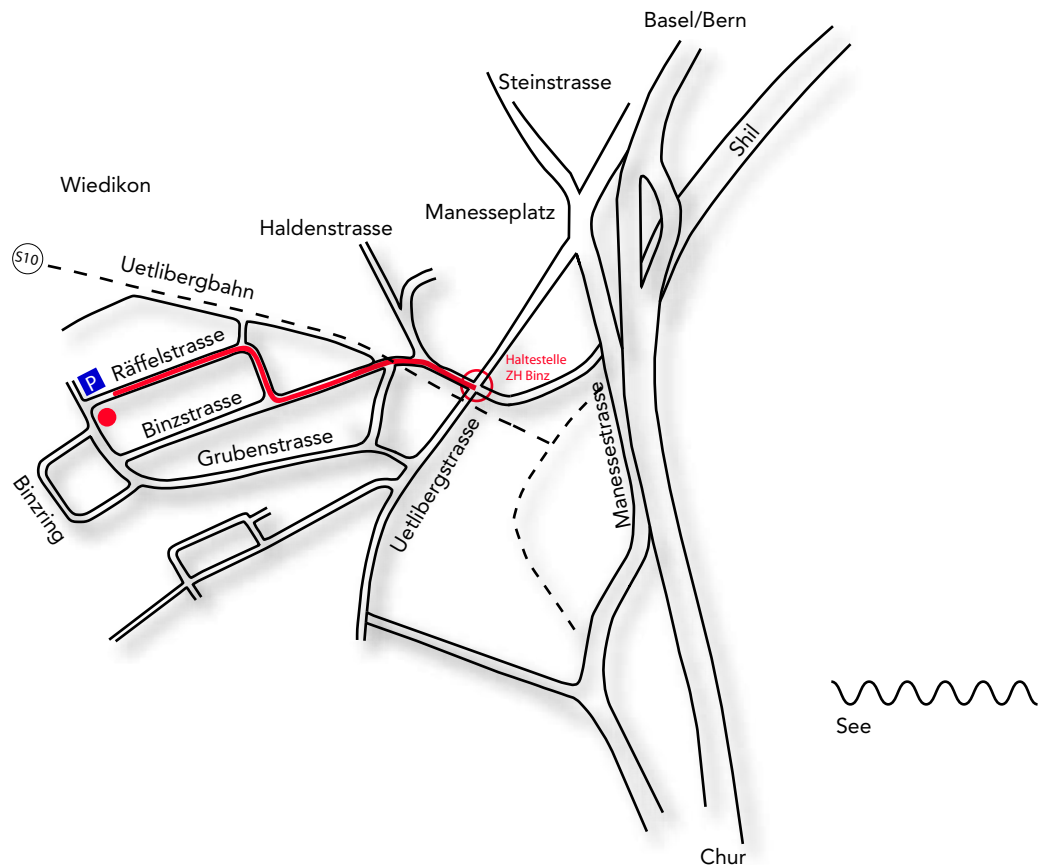 Basel/Bern
Steinstrasse
Shil
Wiedikon
Manesseplatz
Haldenstrasse
S10
Uetlibergbahn
Räffelstrasse
P
Haltestelle
ZH Binz
Binzstrasse
Manessestrasse
Grubenstrasse
Uetlibergstrasse
Binzring
See
Chur